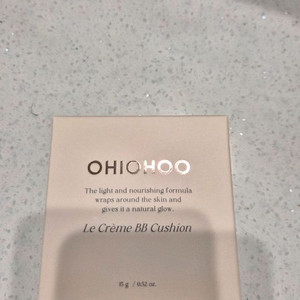 OHIOHOO
The light and nourishing formula
wraps around the skin and
gives it a natural glow.
Le Crème BB Cushion
15 g / 0.52 oz.